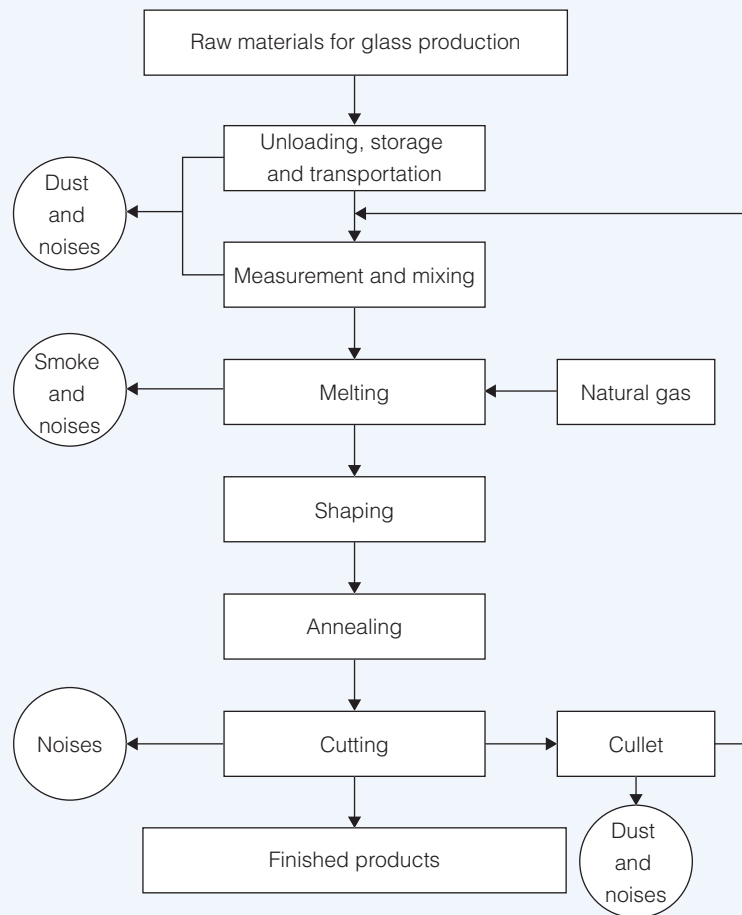 Raw materials for glass production
Unloading, storage
and transportation
Dust
and
noises
Measurement and mixing
Smoke
and
noises
Melting
Natural gas
Shaping
Annealing
Noises
Cutting
Cullet
Finished products
Dust
and
noises